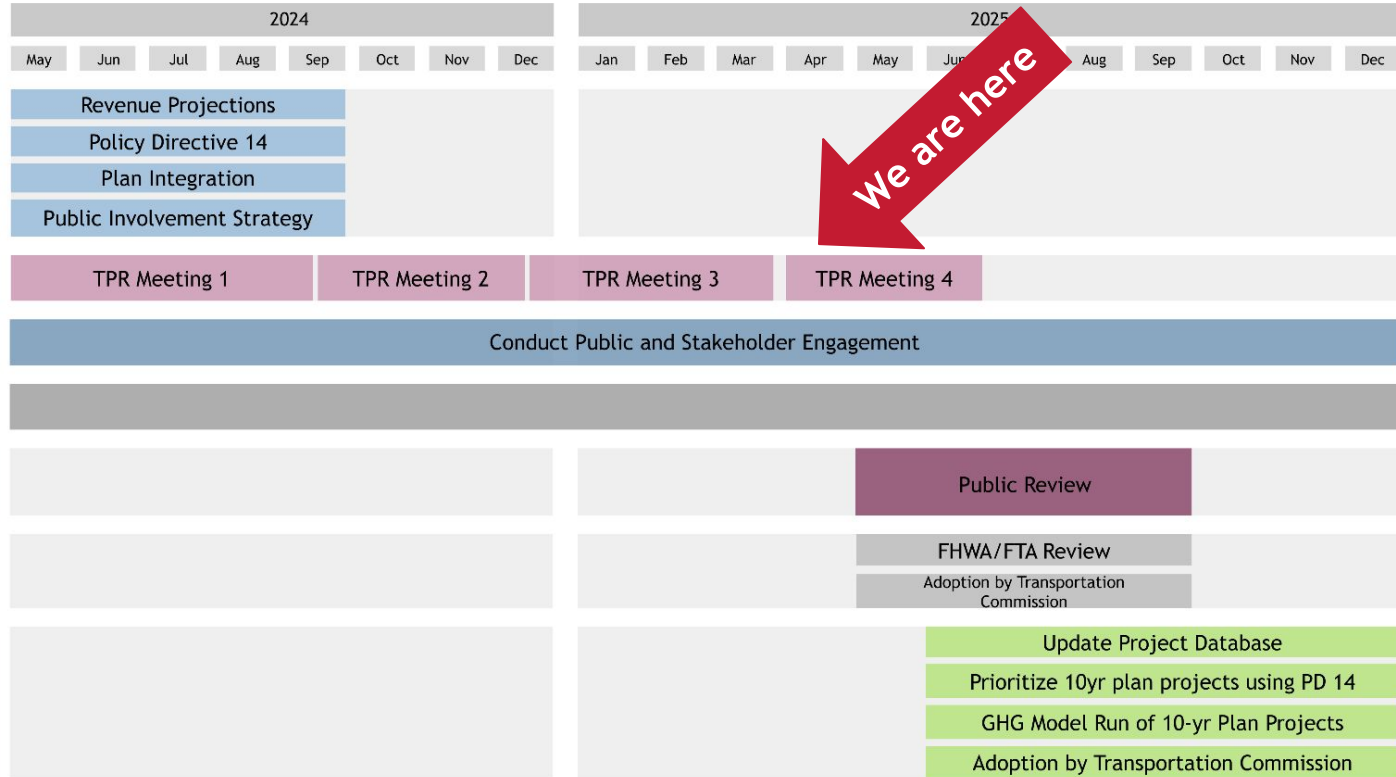 2024
2025
May Jun Jul Aug Sep Oct Nov Dec Jan Feb Mar Apr May Jun Aug Sep Oct Nov Dec
We are here
Revenue Projections
Policy Directive 14
Plan Integration
Public Involvement Strategy
TPR Meeting 1 TPR Meeting 2 TPR Meeting 3 TPR Meeting 4
Conduct Public and Stakeholder Engagement
Public Review
FHWA/FTA Review
Adoption by Transportation
Commission
Update Project Database
Prioritize 10yr plan projects using PD 14
GHG Model Run of 10-yr Plan Projects
Adoption by Transportation Commission